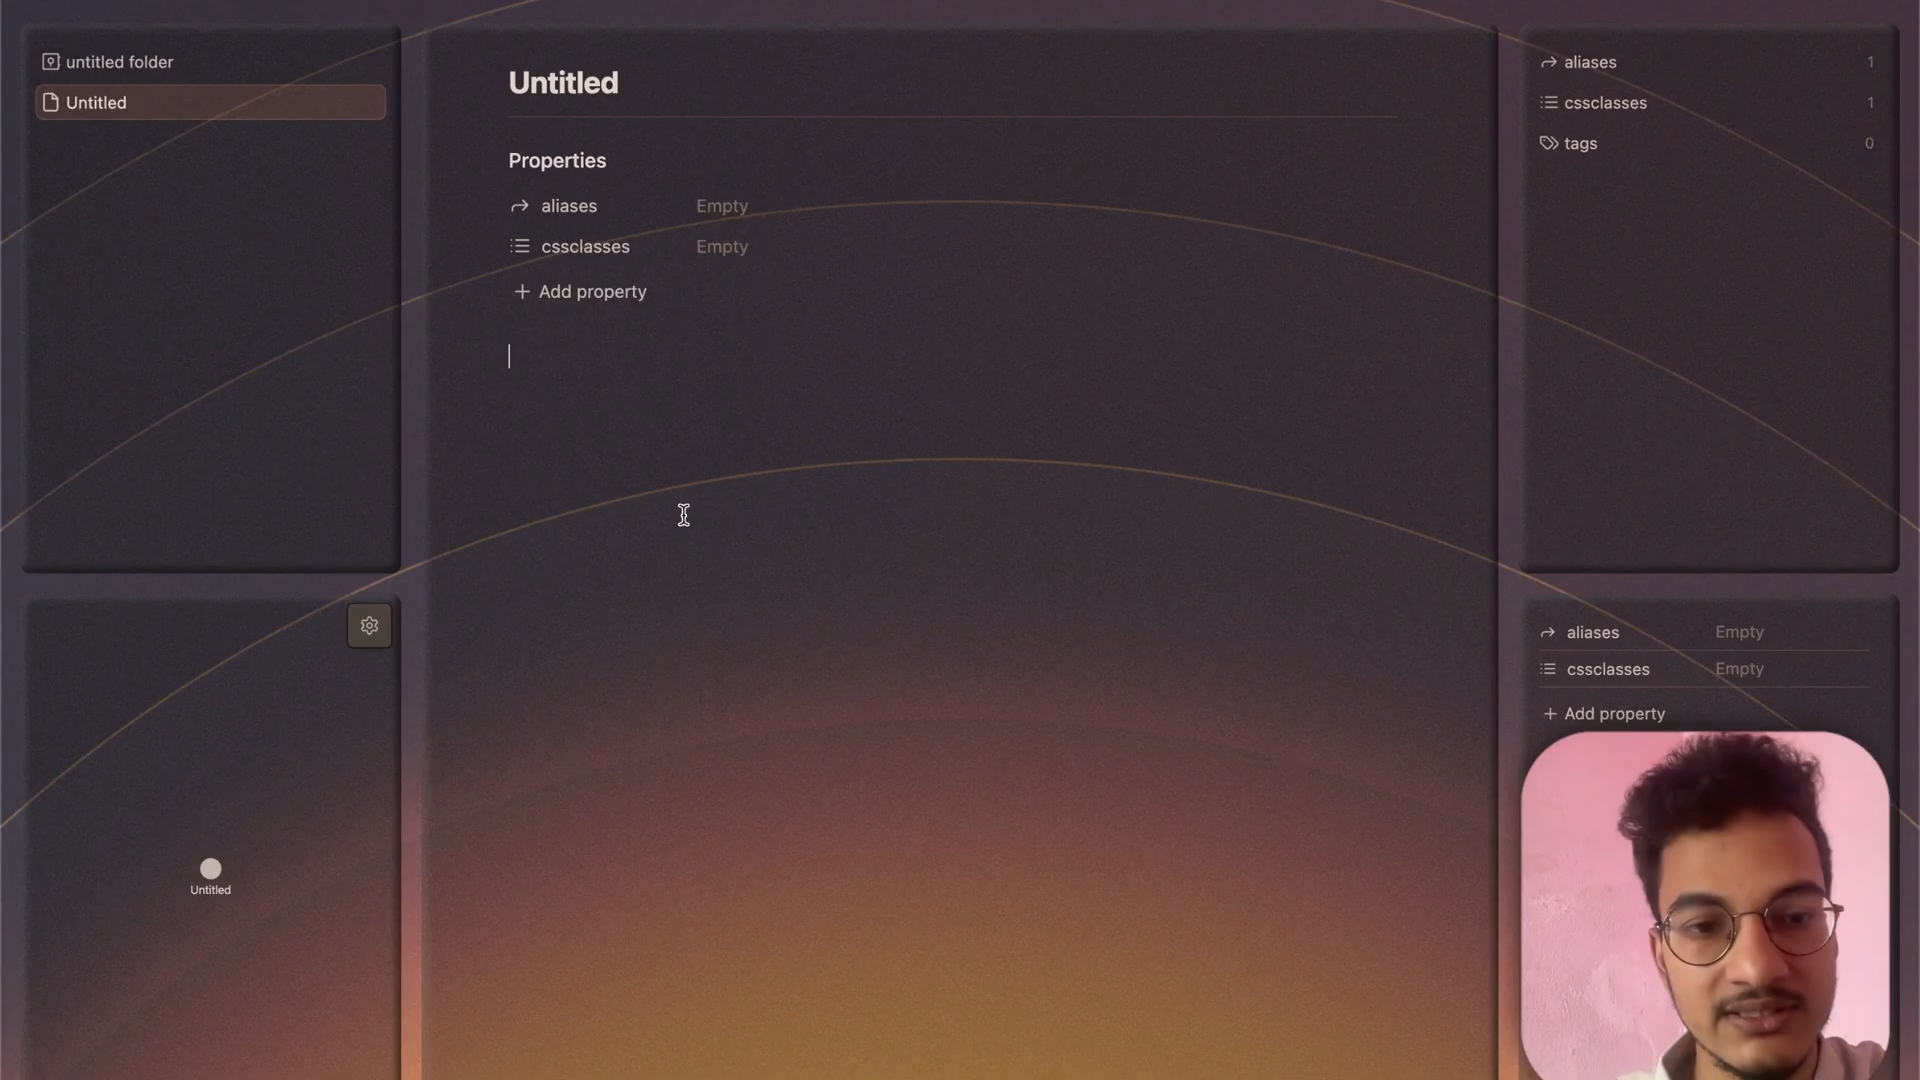 untitled folder
Untitled
Untitled
Properties
aliases Empty
cssclasses Empty
Add property
Untitled
aliases 1
cssclasses 1
tags 0
aliases Empty
cssclasses Empty
Add property